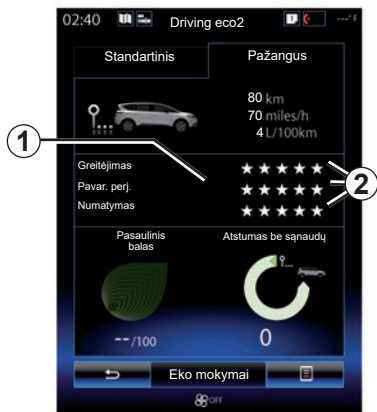 02:40 Driving eco2 1 ---°F
Standartinis Pažangus
80 km
70 miles/h
4 L/100km
1
Greitėjimas
Pavar. perj.
Numatymas
2
Pasaulinis balas
Atstumas be sąnaudų
--/100
0
Eko mokymai
OFF